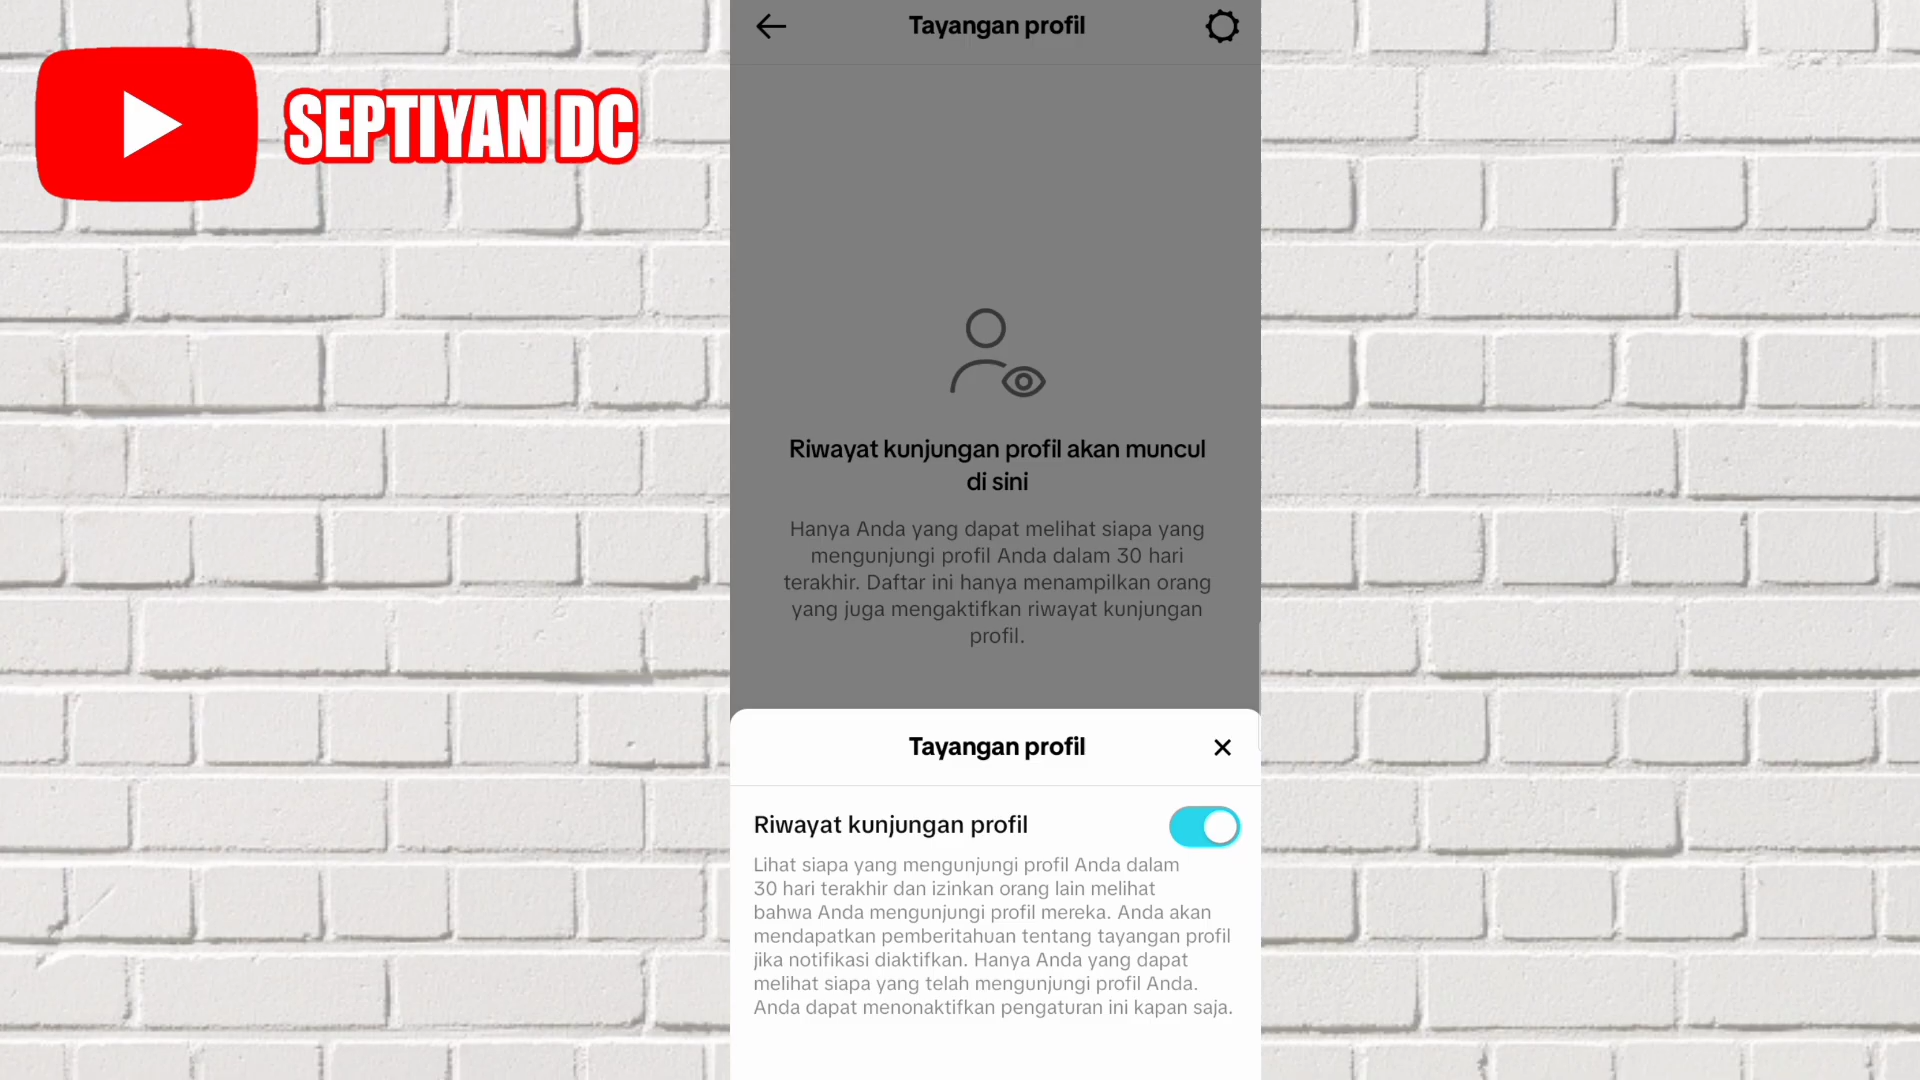 SEPTIYAN DC
Tayangan profil
Riwayat kunjungan profil akan muncul
di sini
Hanya Anda yang dapat melihat siapa yang
mengunjungi profil Anda dalam 30 hari
terakhir. Daftar ini hanya menampilkan orang
yang juga mengaktifkan riwayat kunjungan
profil.
Tayangan profil
Riwayat kunjungan profil
Lihat siapa yang mengunjungi profil Anda dalam
30 hari terakhir dan izinkan orang lain melihat
bahwa Anda mengunjungi profil mereka. Anda akan
mendapatkan pemberitahuan tentang tayangan profil
jika notifikasi diaktifkan. Hanya Anda yang dapat
melihat siapa yang telah mengunjungi profil Anda.
Anda dapat menonaktifkan pengaturan ini kapan saja.